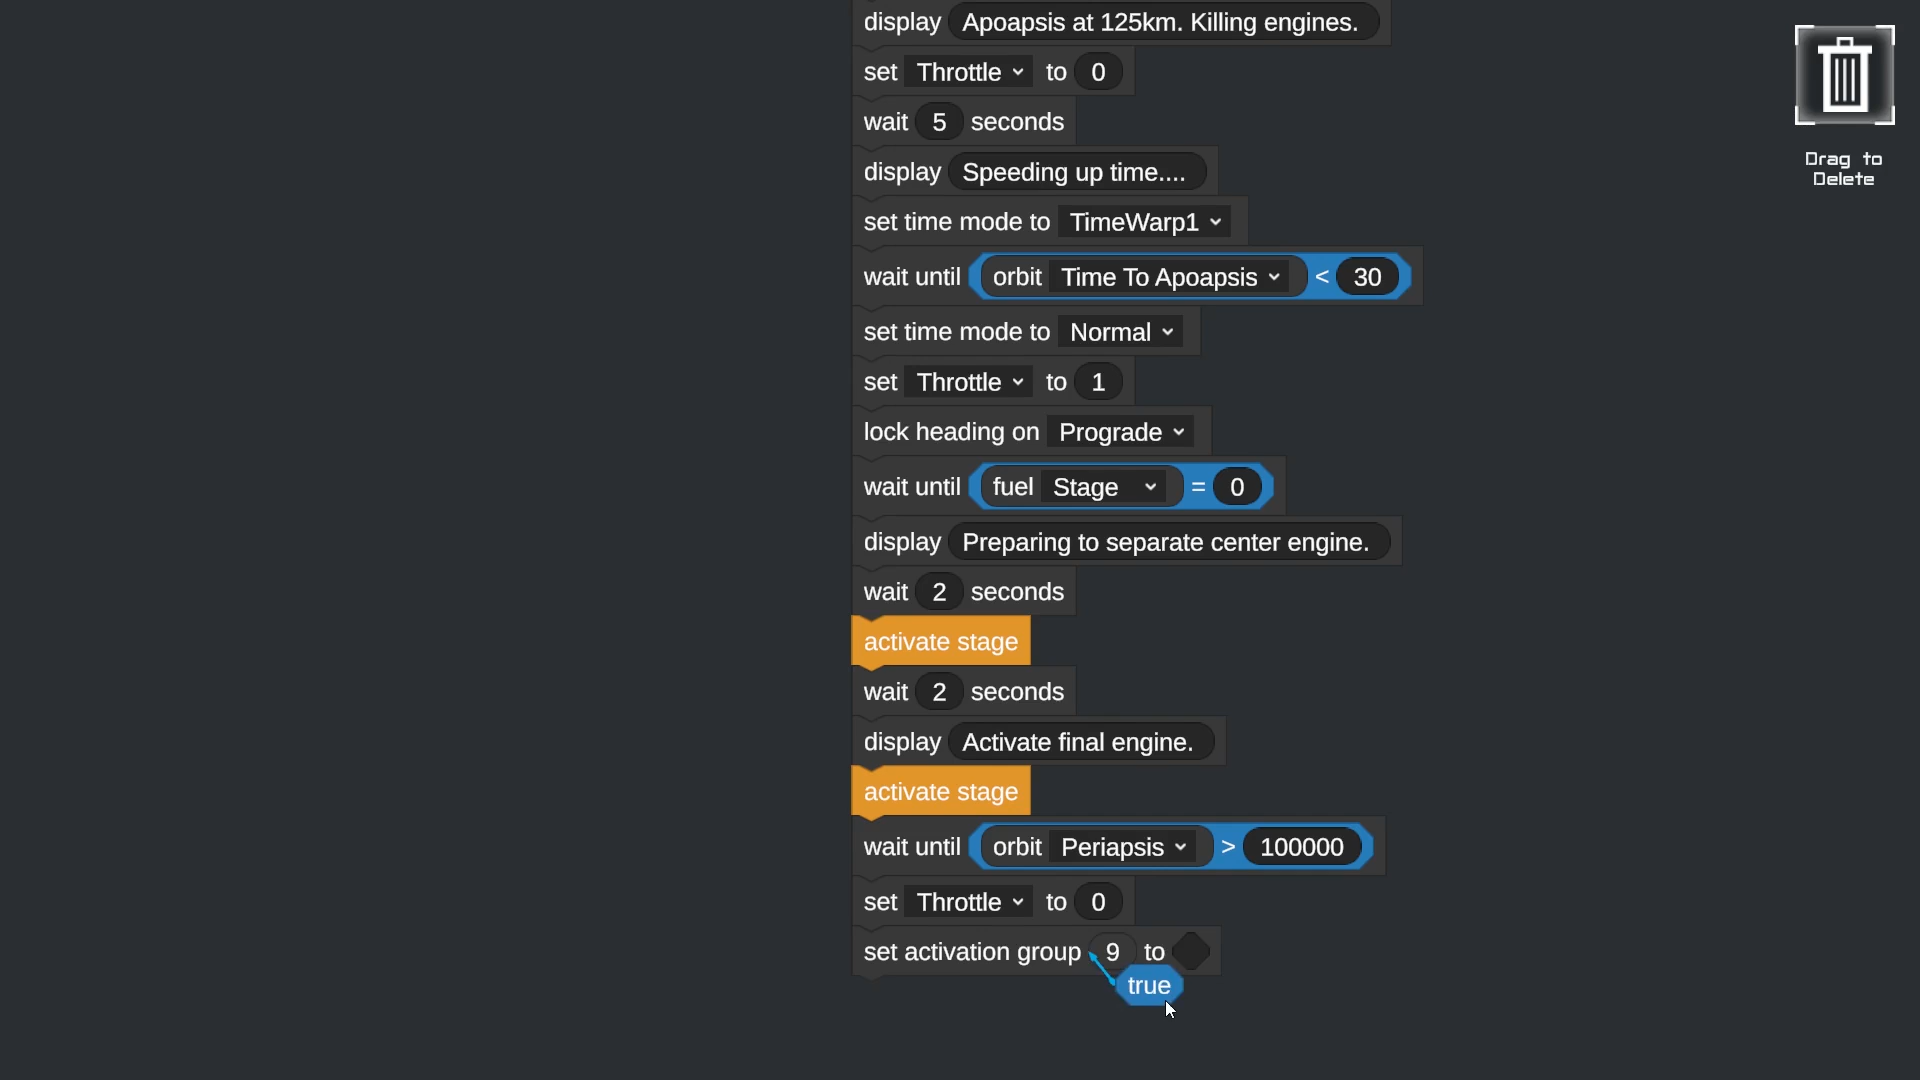 display Apoapsis at 125km. Killing engines.
set Throttle to 0
wait 5 seconds
display Speeding up time....
set time mode to TimeWarp1
wait until orbit Time To Apoapsis < 30
set time mode to Normal
set Throttle to 1
lock heading on Prograde
wait until fuel Stage = 0
display Preparing to separate center engine.
wait 2 seconds
activate stage
wait 2 seconds
display Activate final engine.
activate stage
wait until orbit Periapsis > 100000
set Throttle to 0
set activation group 9 to
true
Drag to
Delete